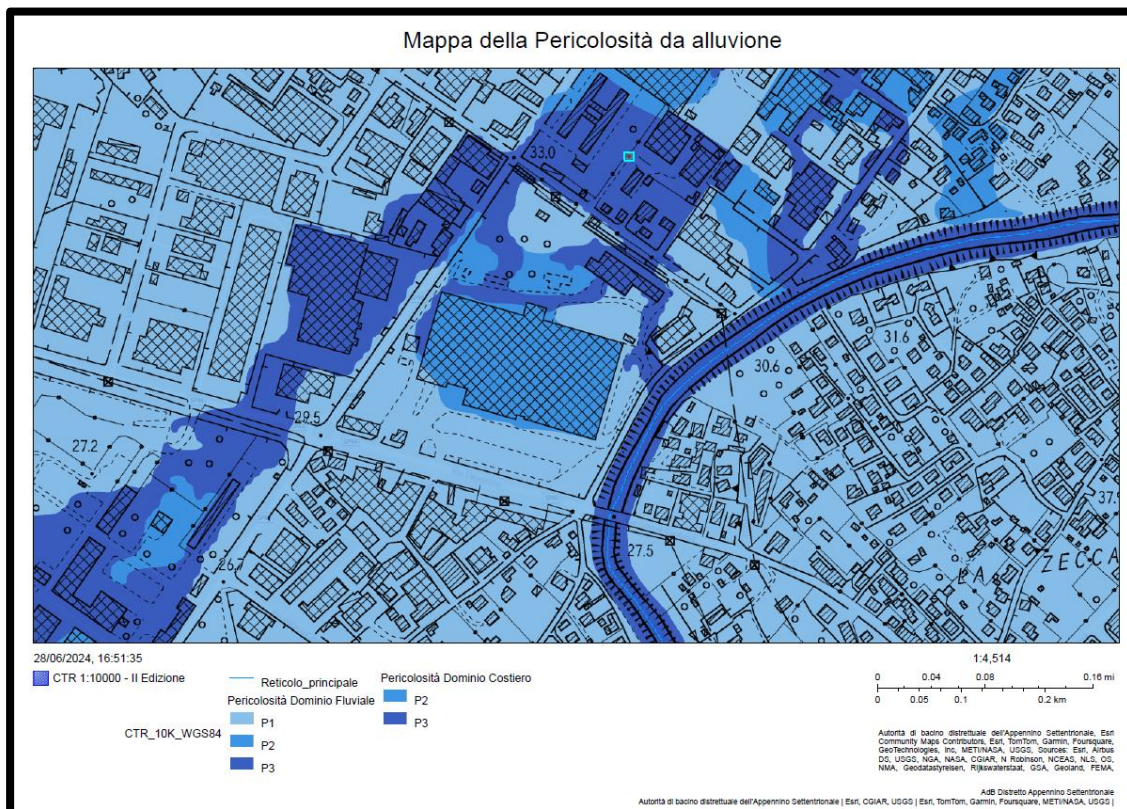 Mappa della Pericolosità da alluvione
33.0
31.6
30.6
29.5
27.2
37.9
27.5
26.7
LA ZECCA
28/06/2024, 16:51:35
CTR 1:10000 - II Edizione
CTR_10K_WGS84
Reticolo_principale
Pericolosità Dominio Fluviale
P1
P2
P3
Pericolosità Dominio Costiero
P2
P3
1:4,514
0 0.04 0.08 0.16 mi
0 0.05 0.1 0.2 km
Autorità di bacino distrettuale dell'Appennino Settentrionale, Esri
Community Maps Contributors, Esri, TomTom, Garmin, Foursquare,
GeoTechnologies, Inc, METI/NASA, USGS, Sources: Esri, Airbus
DS, USGS, NGA, NASA, CGIAR, N Robinson, NCEAS, NLS, OS,
NMA, Geodatastyrelsen, Rijkswaterstaat, GSA, Geoland, FEMA,
AdB Distretto Appennino Settentrionale
Autorità di bacino distrettuale dell'Appennino Settentrionale | Esri, CGIAR, USGS | Esri, TomTom, Garmin, Foursquare, METI/NASA, USGS |